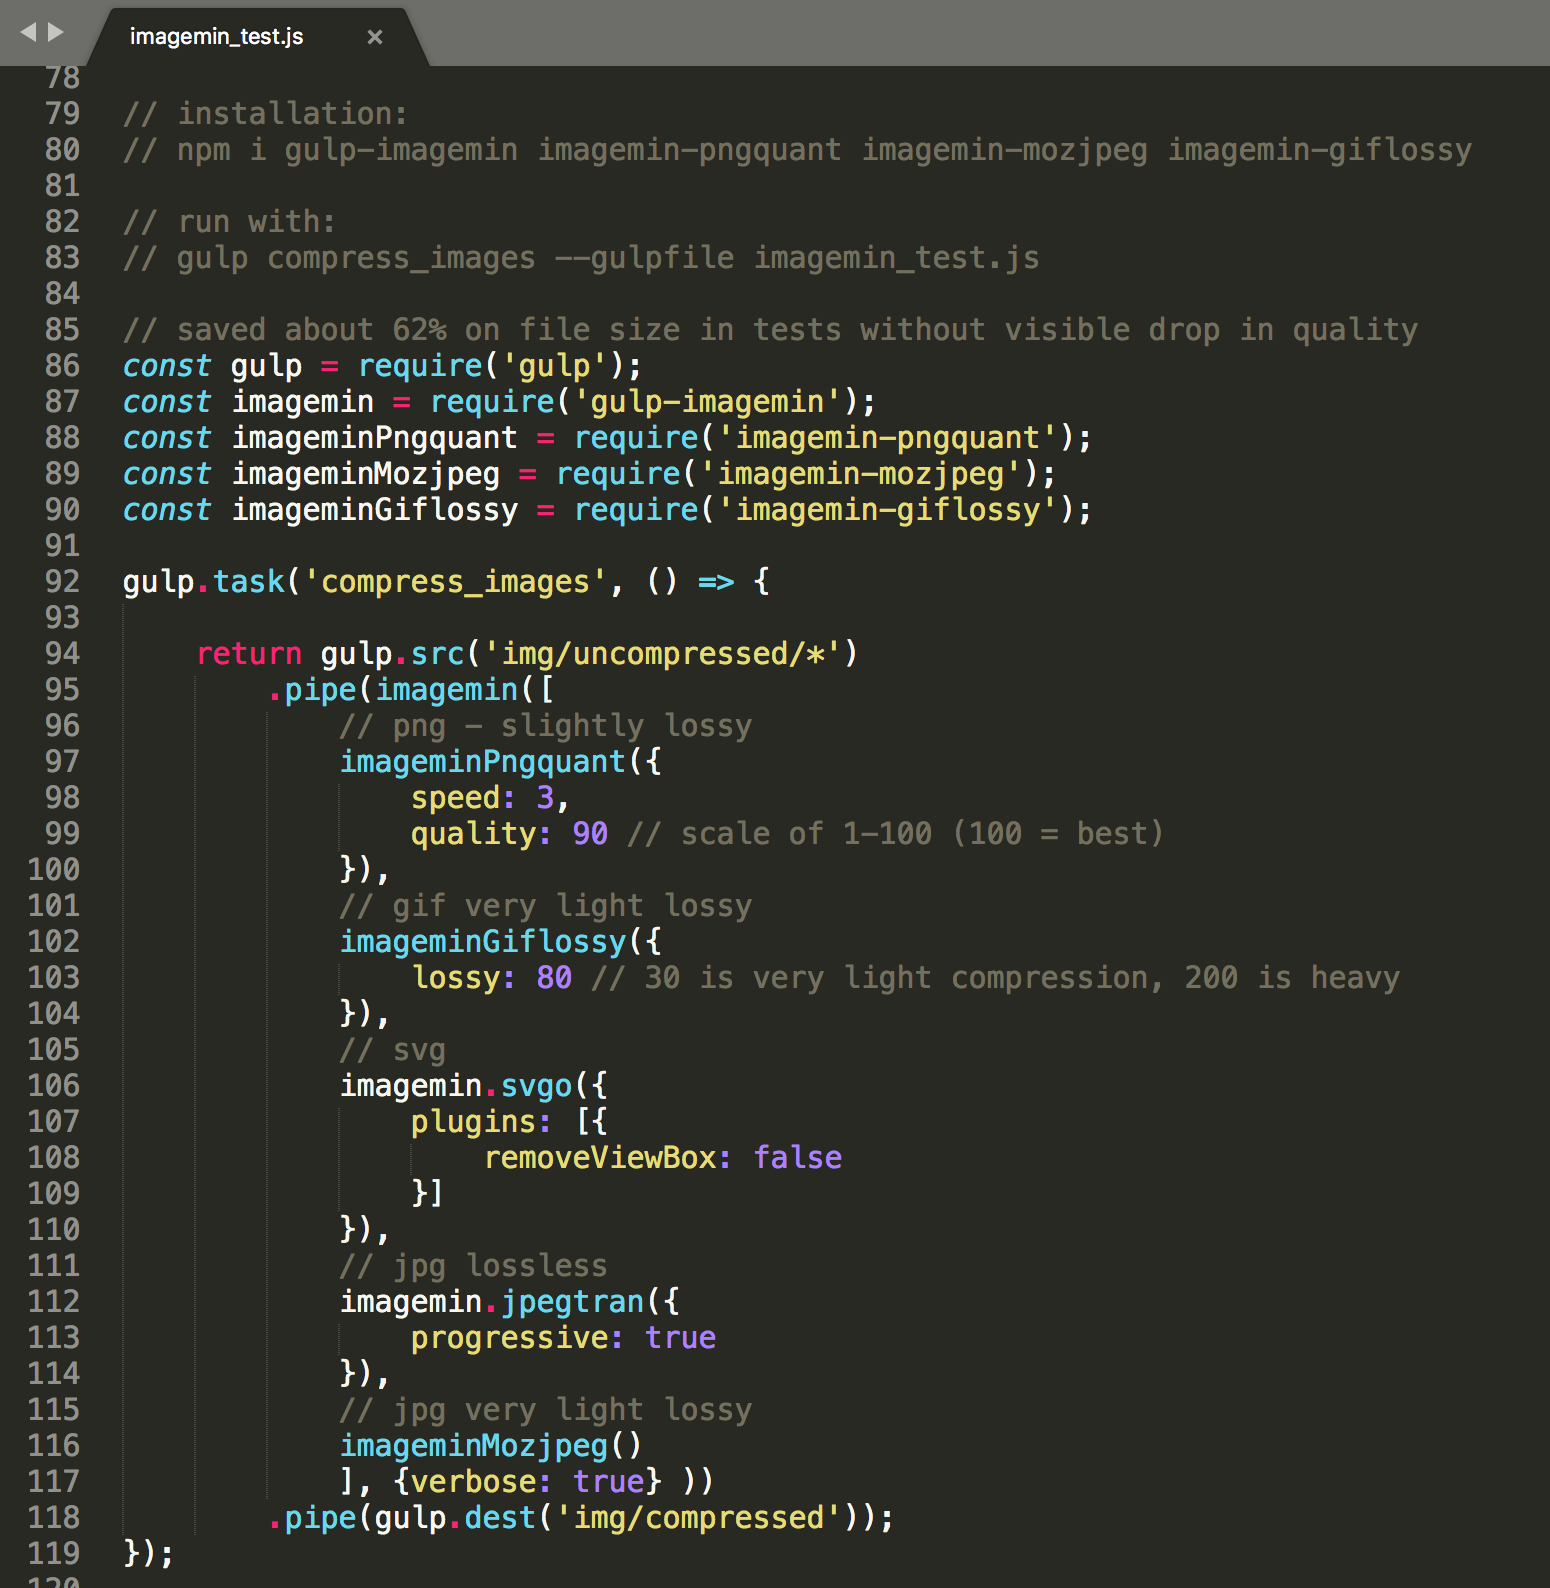 imagemin_test.js ×
78
79 // installation:
80 // npm i gulp-imagemin imagemin-pngquant imagemin-mozjpeg imagemin-giflossy
81
82 // run with:
83 // gulp compress_images --gulpfile imagemin_test.js
84
85 // saved about 62% on file size in tests without visible drop in quality
86 const gulp = require('gulp');
87 const imagemin = require('gulp-imagemin');
88 const imageminPngquant = require('imagemin-pngquant');
89 const imageminMozjpeg = require('imagemin-mozjpeg');
90 const imageminGiflossy = require('imagemin-giflossy');
91
92 gulp.task('compress_images', () => {
93
94     return gulp.src('img/uncompressed/*')
95         .pipe(imagemin([
96             // png - slightly lossy
97             imageminPngquant({
98                 speed: 3,
99                 quality: 90 // scale of 1-100 (100 = best)
100             }),
101             // gif very light lossy
102             imageminGiflossy({
103                 lossy: 80 // 30 is very light compression, 200 is heavy
104             }),
105             // svg
106             imagemin.svgo({
107                 plugins: [{
108                     removeViewBox: false
109                 }]
110             }),
111             // jpg lossless
112             imagemin.jpegtran({
113                 progressive: true
114             }),
115             // jpg very light lossy
116             imageminMozjpeg()
117             ], {verbose: true} ))
118         .pipe(gulp.dest('img/compressed'));
119 });
120